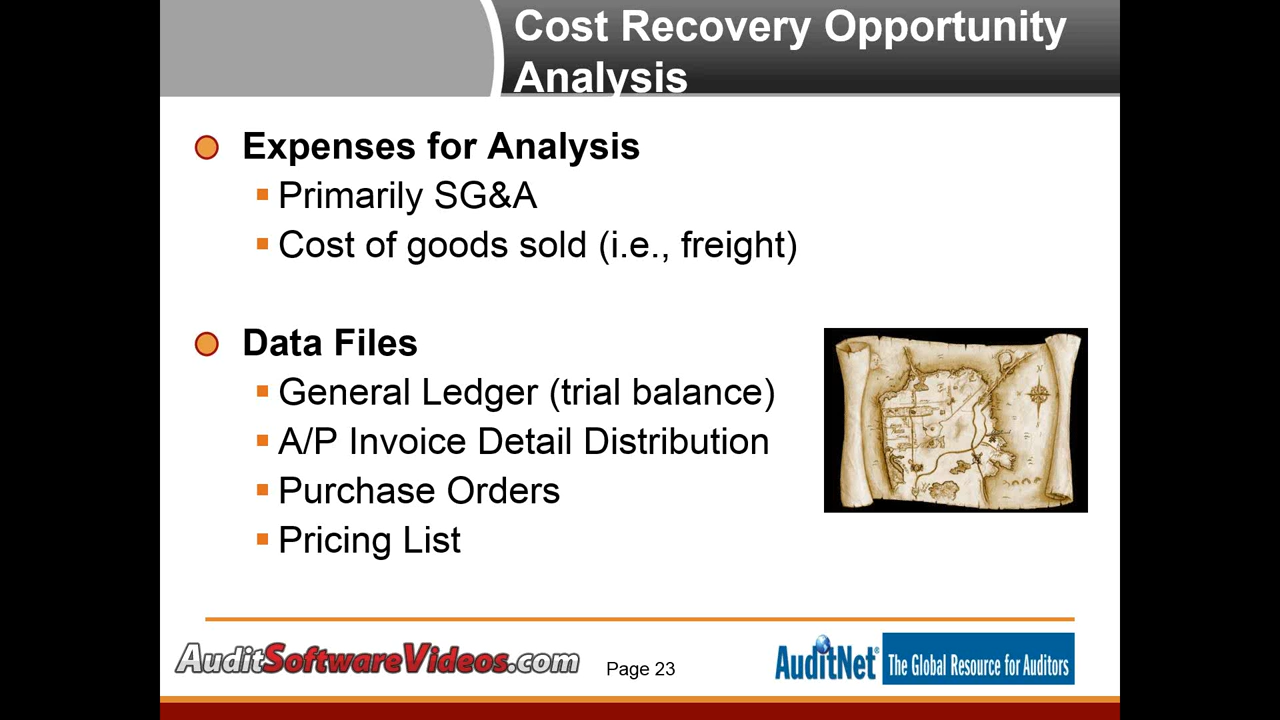 Cost Recovery Opportunity
Analysis
Expenses for Analysis
Primarily SG&A
Cost of goods sold (i.e., freight)
Data Files
General Ledger (trial balance)
A/P Invoice Detail Distribution
Purchase Orders
Pricing List
AuditSoftwareVideos.com
Page 23
AuditNet® The Global Resource for Auditors